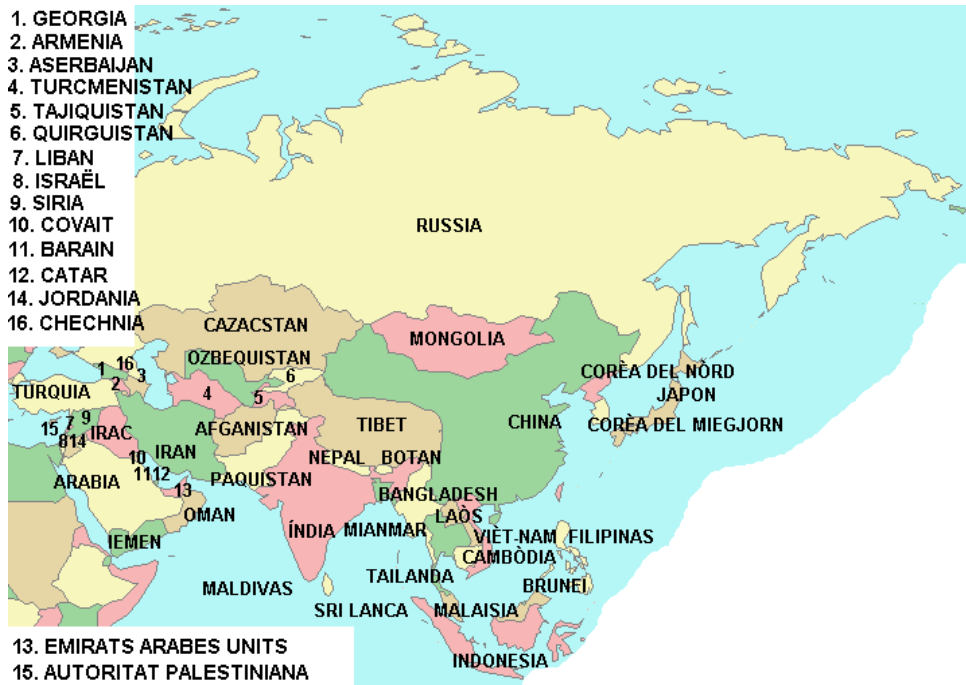 1. GEORGIA
2. ARMENIA
3. ASERBAIJAN
4. TURCMENISTAN
5. TAJIQUISTAN
6. QUIRGUISTAN
7. LIBAN
8. ISRAËL
9. SIRIA
10. COVAIT
11. BARAIN
12. CATAR
14. JORDANIA
16. CHECHNIA
RUSSIA
CAZACSTAN
MONGOLIA
OZBEQUISTAN
1 16
3
6
2
TURQUIA
4
5
CORÈA DEL NÒRD
JAPON
AFGANISTAN
TIBET
CHINA
CORÈA DEL MIEGJORN
15 7 9
IRAC
8 14
IRAN
10
NEPAL BOTAN
11 12
ARABIA
PAQUISTAN
13
BANGLADESH
OMAN
LAÒS
ÍNDIA
MIANMAR
VIÈT-NAM
FILIPINAS
IEMEN
CAMBÒDIA
TAILANDA
MALDIVAS
BRUNEI
SRI LANCA
MALAISIA
INDONESIA
13. EMIRATS ARABES UNITS
15. AUTORITAT PALESTINIANA